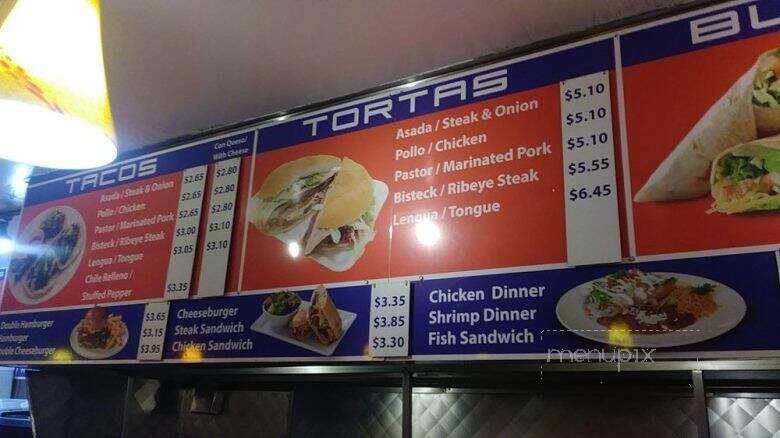 TACOS
Con Queso/
With Cheese
Asada / Steak & Onion $2.65 $2.80
Pollo / Chicken $2.65 $2.80
Pastor / Marinated Pork $2.65 $2.80
Bisteck / Ribeye Steak $3.00 $3.10
Lengua / Tongue $3.05 $3.10
Chile Relleno /
Stuffed Pepper $3.35
TORTAS
Asada / Steak & Onion $5.10
Pollo / Chicken $5.10
Pastor / Marinated Pork $5.10
Bisteck / Ribeye Steak $5.55
Lengua / Tongue $6.45
BU
Double Hamburger $3.65
Hamburger $3.15
Double Cheeseburger $3.95
Cheeseburger $3.35
Steak Sandwich $3.85
Chicken Sandwich $3.30
Chicken Dinner
Shrimp Dinner
Fish Sandwich
menupix